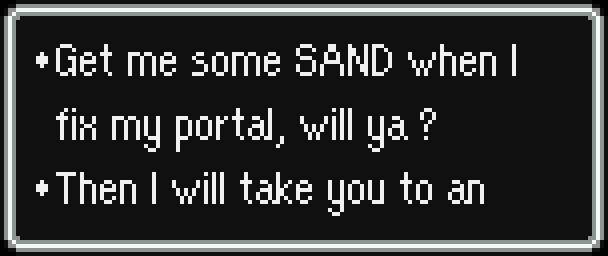 •Get me some SAND when I
fix my portal, will ya ?
•Then I will take you to an